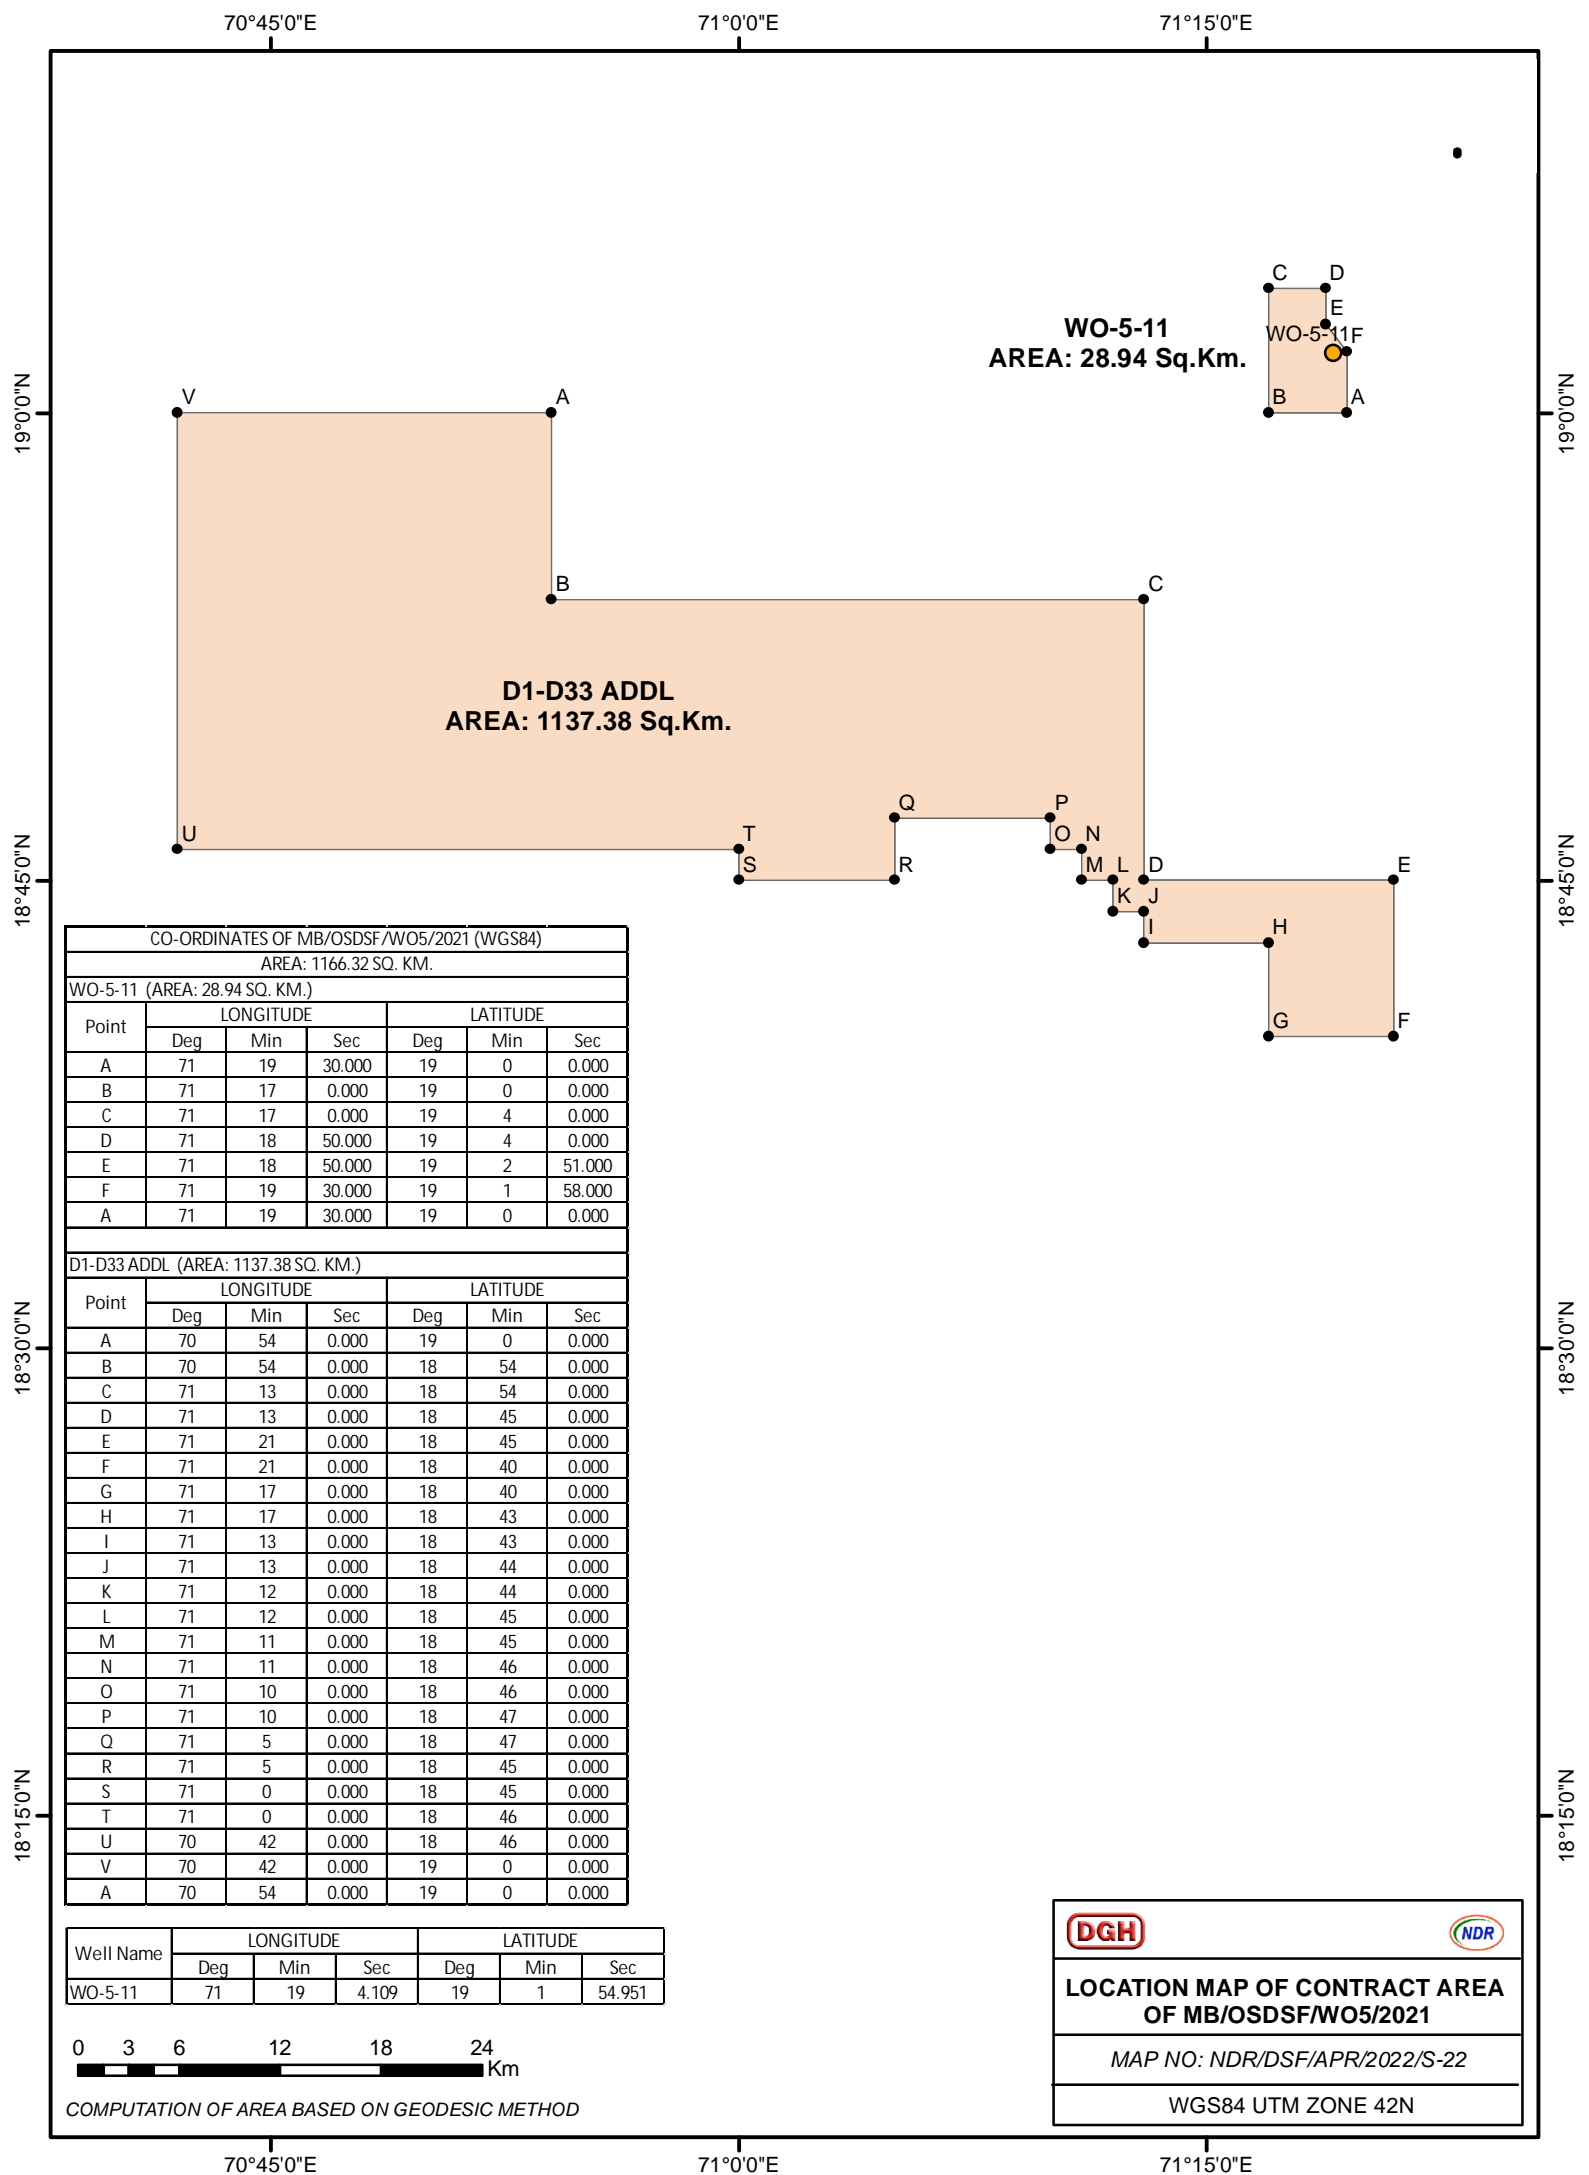 70°45'0"E 71°0'0"E 71°15'0"E
C D
E
WO-5-11 F
WO-5-11
AREA: 28.94 Sq.Km.
B A
19°0'0"N 19°0'0"N
V A
B C
D1-D33 ADDL
AREA: 1137.38 Sq.Km.
Q P
U T O N
S R M L D E
18°45'0"N 18°45'0"N
K J
I H
G F
CO-ORDINATES OF MB/OSDSF/WO5/2021 (WGS84)
AREA: 1166.32 SQ. KM.
WO-5-11 (AREA: 28.94 SQ. KM.)
Point LONGITUDE LATITUDE
Deg Min Sec Deg Min Sec
A 71 19 30.000 19 0 0.000
B 71 17 0.000 19 0 0.000
C 71 17 0.000 19 4 0.000
D 71 18 50.000 19 4 0.000
E 71 18 50.000 19 2 51.000
F 71 19 30.000 19 1 58.000
A 71 19 30.000 19 0 0.000
D1-D33 ADDL (AREA: 1137.38 SQ. KM.)
Point LONGITUDE LATITUDE
Deg Min Sec Deg Min Sec
A 70 54 0.000 19 0 0.000
B 70 54 0.000 18 54 0.000
C 71 13 0.000 18 54 0.000
D 71 13 0.000 18 45 0.000
E 71 21 0.000 18 45 0.000
F 71 21 0.000 18 40 0.000
G 71 17 0.000 18 40 0.000
H 71 17 0.000 18 43 0.000
I 71 13 0.000 18 43 0.000
J 71 13 0.000 18 44 0.000
K 71 12 0.000 18 44 0.000
L 71 12 0.000 18 45 0.000
M 71 11 0.000 18 45 0.000
N 71 11 0.000 18 46 0.000
O 71 10 0.000 18 46 0.000
P 71 10 0.000 18 47 0.000
Q 71 5 0.000 18 47 0.000
R 71 5 0.000 18 45 0.000
S 71 0 0.000 18 45 0.000
T 71 0 0.000 18 46 0.000
U 70 42 0.000 18 46 0.000
V 70 42 0.000 19 0 0.000
A 70 54 0.000 19 0 0.000
18°30'0"N 18°30'0"N
18°15'0"N 18°15'0"N
Well Name LONGITUDE LATITUDE
Deg Min Sec Deg Min Sec
WO-5-11 71 19 4.109 19 1 54.951
0 3 6 12 18 24
Km
COMPUTATION OF AREA BASED ON GEODESIC METHOD
DGH NDR
LOCATION MAP OF CONTRACT AREA
OF MB/OSDSF/WO5/2021
MAP NO: NDR/DSF/APR/2022/S-22
WGS84 UTM ZONE 42N
70°45'0"E 71°0'0"E 71°15'0"E